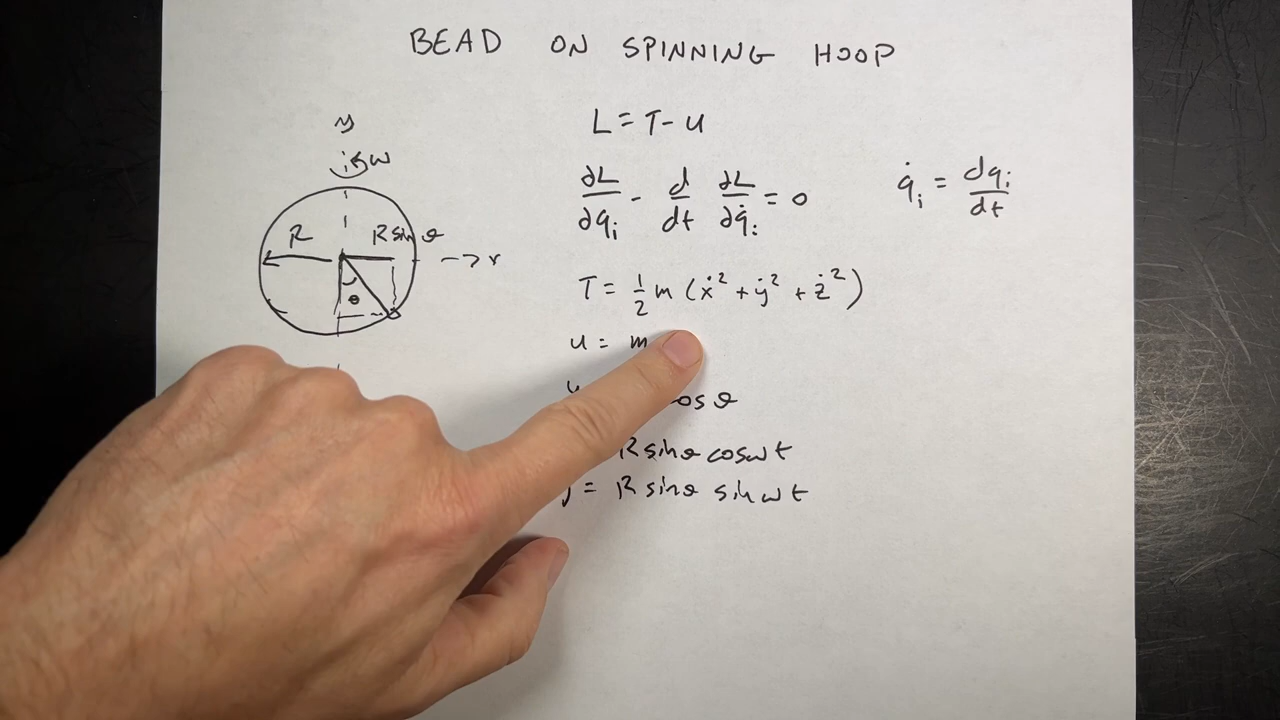 BEAD ON SPINNING HOOP
L = T - U
∂L/∂qᵢ - d/dt ∂L/∂q̇ᵢ = 0
q̇ᵢ = dqᵢ/dt
ω
R
R sin θ
θ
T = 1/2 m (ẋ² + ẏ² + ż²)
U = m
cos θ
R sin θ cos ωt
= R sin θ sin ωt